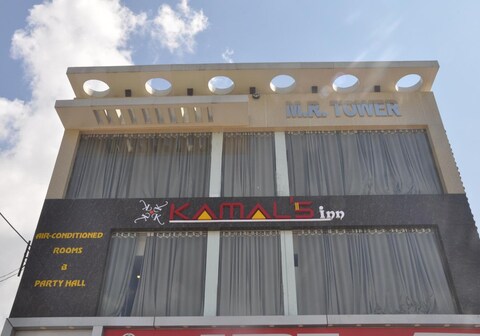 M.R. TOWER
KAMAL'S inn
AIR-CONDITIONED
ROOMS
&
PARTY HALL